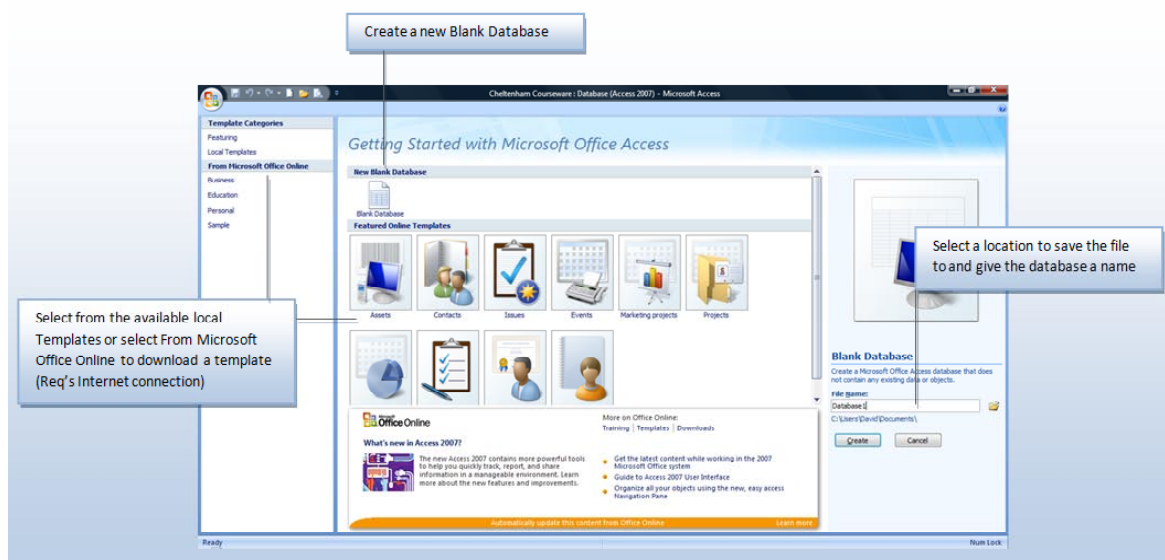 Create a new Blank Database
Cheltenham Courseware : Database (Access 2007) - Microsoft Access
Template Categories
Featuring
Local Templates
From Microsoft Office Online
Business
Education
Personal
Sample
Getting Started with Microsoft Office Access
New Blank Database
Blank Database
Featured Online Templates
Assets
Contacts
Issues
Events
Marketing projects
Projects
Select from the available local
Templates or select From Microsoft
Office Online to download a template
(Req's Internet connection)
Select a location to save the file
to and give the database a name
Blank Database
Create a Microsoft Office Access database that does
not contain any existing data or objects.
File Name:
Database1
C:\Users\David\Documents\
Create
Cancel
Microsoft
Office Online
What's new in Access 2007?
The new Access 2007 contains more powerful tools
to help you quickly track, report, and share
information in a manageable environment. Learn
more about the new features and improvements.
More on Office Online:
Training | Templates | Downloads
Get the latest content while working in the 2007
Microsoft Office system
Guide to Access 2007 User Interface
Organize all your objects using the new, easy access
Navigation Pane
Automatically update this content from Office Online
Learn more
Ready
Num Lock